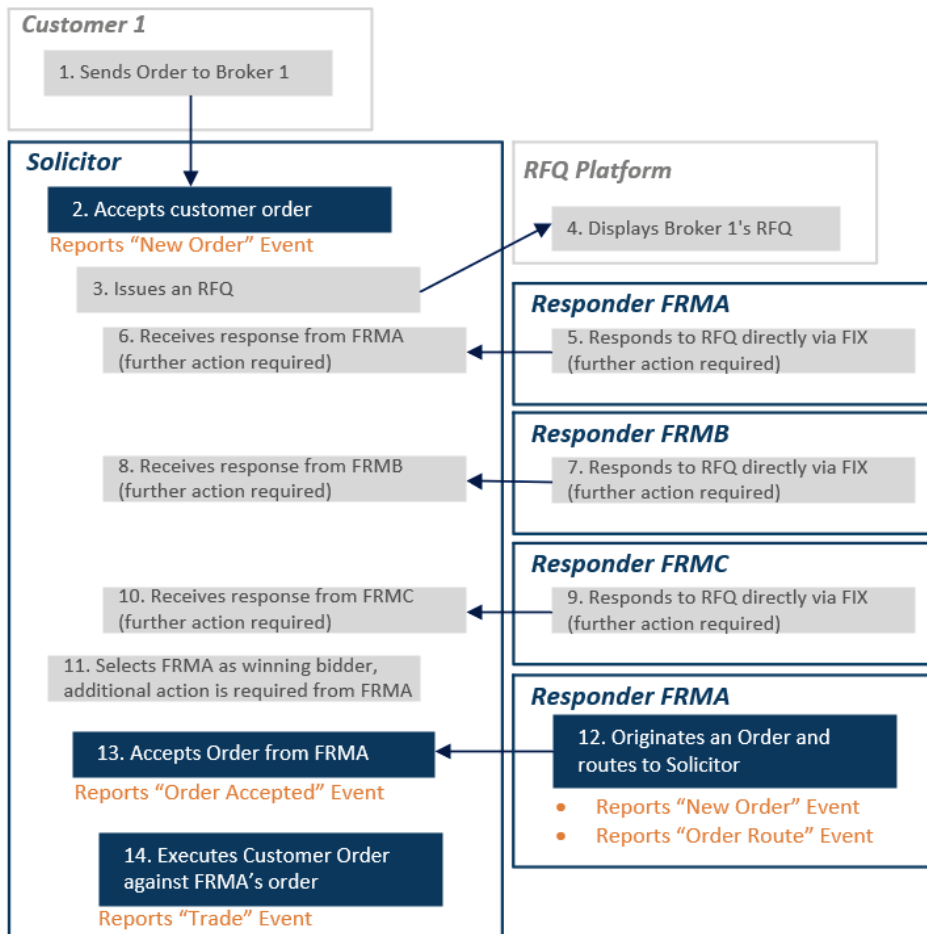 Customer 1
1. Sends Order to Broker 1
Solicitor
2. Accepts customer order
Reports “New Order” Event
3. Issues an RFQ
RFQ Platform
4. Displays Broker 1's RFQ
Responder FRMA
5. Responds to RFQ directly via FIX
(further action required)
6. Receives response from FRMA
(further action required)
Responder FRMB
7. Responds to RFQ directly via FIX
(further action required)
8. Receives response from FRMB
(further action required)
Responder FRMC
9. Responds to RFQ directly via FIX
(further action required)
10. Receives response from FRMC
(further action required)
11. Selects FRMA as winning bidder,
additional action is required from FRMA
Responder FRMA
12. Originates an Order and
routes to Solicitor
• Reports “New Order” Event
• Reports “Order Route” Event
13. Accepts Order from FRMA
Reports “Order Accepted” Event
14. Executes Customer Order
against FRMA’s order
Reports “Trade” Event